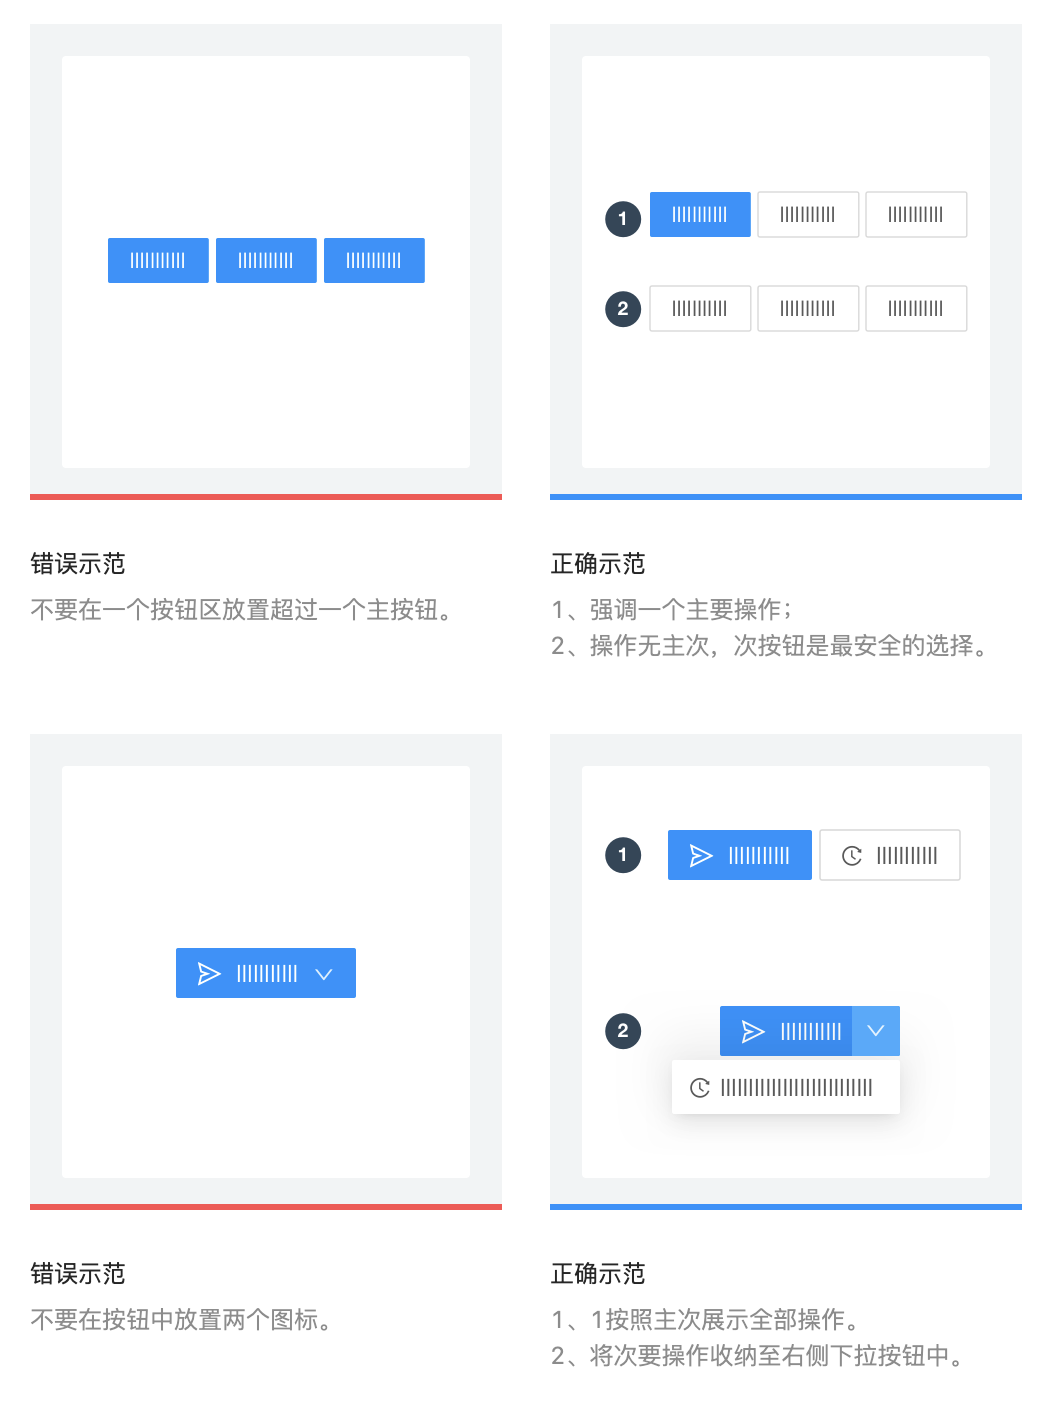 1
2
错误示范
不要在一个按钮区放置超过一个主按钮。
正确示范
1、强调一个主要操作；
2、操作无主次，次按钮是最安全的选择。
1
2
错误示范
不要在按钮中放置两个图标。
正确示范
1、1按照主次展示全部操作。
2、将次要操作收纳至右侧下拉按钮中。